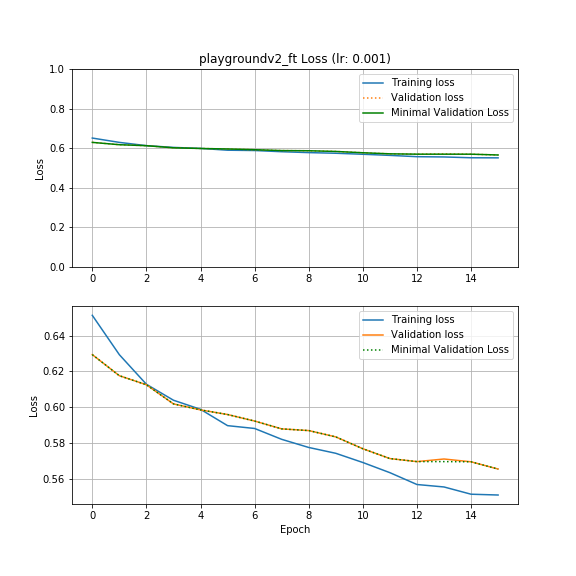 playgroundv2_ft Loss (lr: 0.001)
1.0
0.8
0.6
0.4
0.2
0.0
Loss
Training loss
Validation loss
Minimal Validation Loss
0 2 4 6 8 10 12 14
0.64
0.62
0.60
0.58
0.56
Loss
Training loss
Validation loss
Minimal Validation Loss
0 2 4 6 8 10 12 14
Epoch